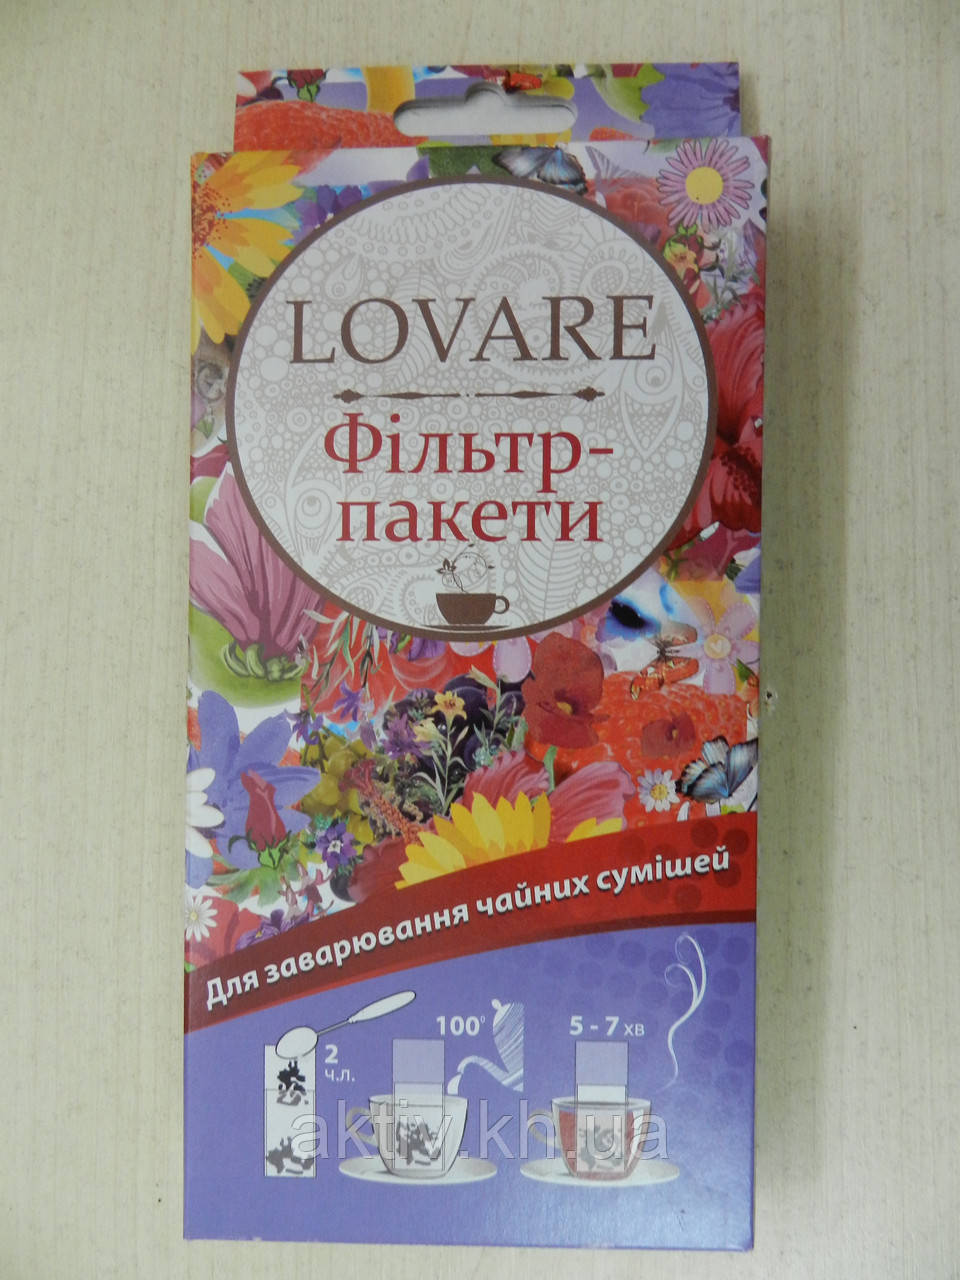 LOVARE
Фільтр-
пакети
Для заварювання чайних сумішей
2
ч.л.
100°
5 - 7 хв
aktiv.kh.ua